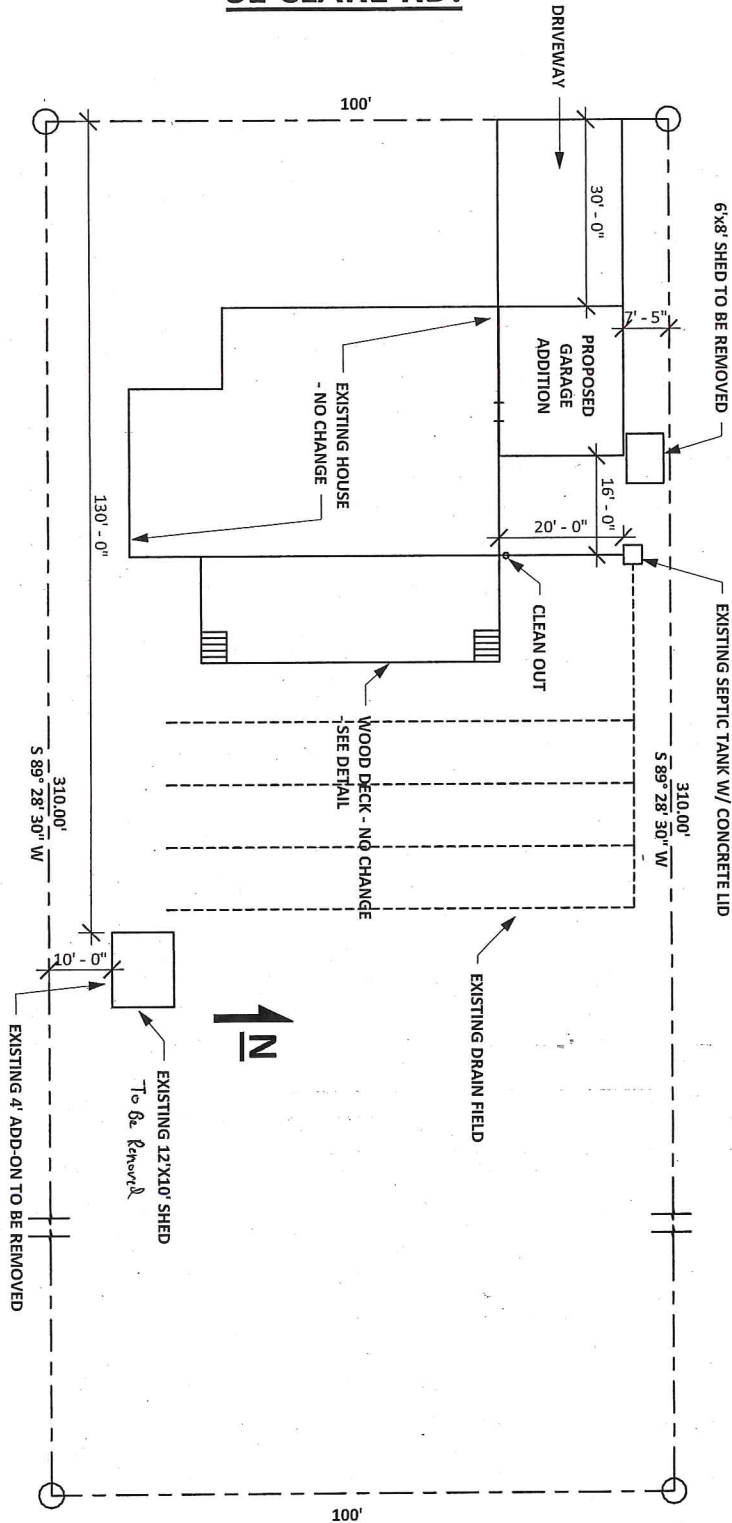 DRIVEWAY
100'
30' - 0"
6'x8' SHED TO BE REMOVED
7' - 5"
PROPOSED
GARAGE
ADDITION
EXISTING HOUSE
- NO CHANGE
16' - 0"
20' - 0"
CLEAN OUT
EXISTING SEPTIC TANK W/ CONCRETE LID
310.00'
S 89° 28' 30" W
WOOD DECK - NO CHANGE
-SEE DETAIL
130' - 0"
310.00'
S 89° 28' 30" W
EXISTING DRAIN FIELD
10' - 0"
N
EXISTING 12'X10' SHED
To Be Removed
EXISTING 4' ADD-ON TO BE REMOVED
100'